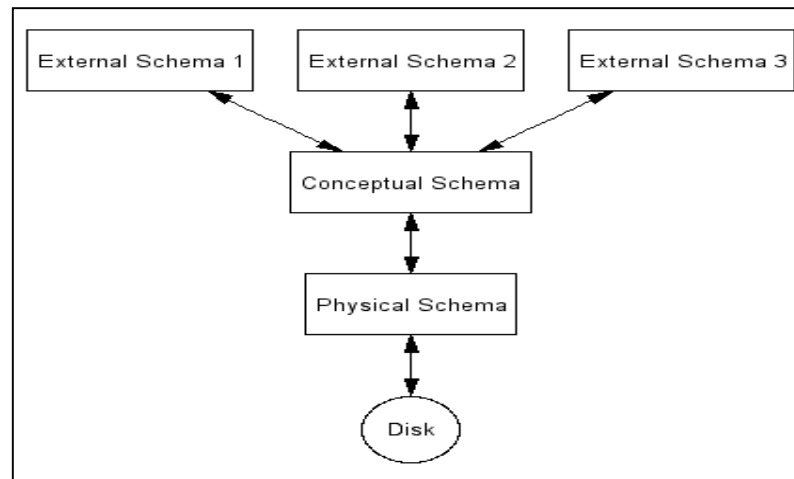 External Schema 1
External Schema 2
External Schema 3
Conceptual Schema
Physical Schema
Disk